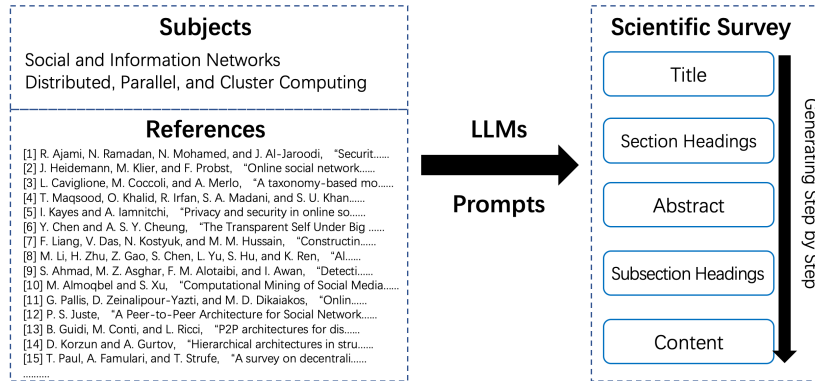 Subjects
Social and Information Networks
Distributed, Parallel, and Cluster Computing
References
[1] R. Ajami, N. Ramadan, N. Mohamed, and J. Al-Jaroodi, "Securit......
[2] J. Heidemann, M. Klier, and F. Probst, "Online social network......
[3] L. Caviglione, M. Coccoli, and A. Merlo, "A taxonomy-based mo......
[4] T. Maqsood, O. Khalid, R. Irfan, S. A. Madani, and S. U. Khan......
[5] I. Kayes and A. Iamnitchi, "Privacy and security in online so......
[6] Y. Chen and A. S. Y. Cheung, "The Transparent Self Under Big ......
[7] F. Liang, V. Das, N. Kostyuk, and M. M. Hussain, "Constructin......
[8] M. Li, H. Zhu, Z. Gao, S. Chen, L. Yu, S. Hu, and K. Ren, "Al......
[9] S. Ahmad, M. Z. Asghar, F. M. Alotaibi, and I. Awan, "Detecti......
[10] M. Almoqbel and S. Xu, "Computational Mining of Social Media......
[11] G. Pallis, D. Zeinalipour-Yazti, and M. D. Dikaiakos, "Onlin......
[12] P. S. Juste, "A Peer-to-Peer Architecture for Social Network......
[13] B. Guidi, M. Conti, and L. Ricci, "P2P architectures for dis......
[14] D. Korzun and A. Gurtov, "Hierarchical architectures in stru......
[15] T. Paul, A. Famulari, and T. Strufe, "A survey on decentrali......
..........
LLMs
Prompts
Scientific Survey
Title
Section Headings
Abstract
Subsection Headings
Content
Generating Step by Step